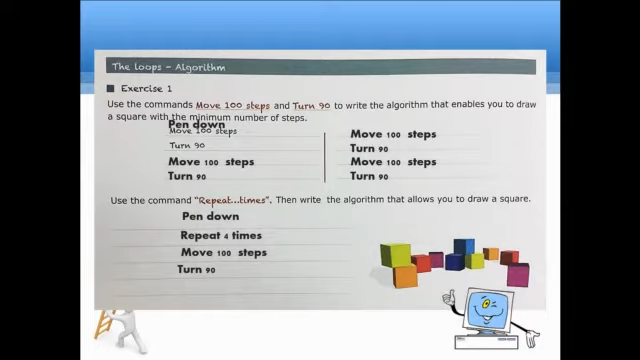 The loops – Algorithm
Exercise 1
Use the commands Move 100 steps and Turn 90 to write the algorithm that enables you to draw
a square with the minimum number of steps.
Pen down
Move 100 steps
Turn 90
Move 100 steps
Turn 90
Move 100 steps
Turn 90
Move 100 steps
Turn 90
Use the command "Repeat...times". Then write the algorithm that allows you to draw a square.
Pen down
Repeat 4 times
Move 100 steps
Turn 90